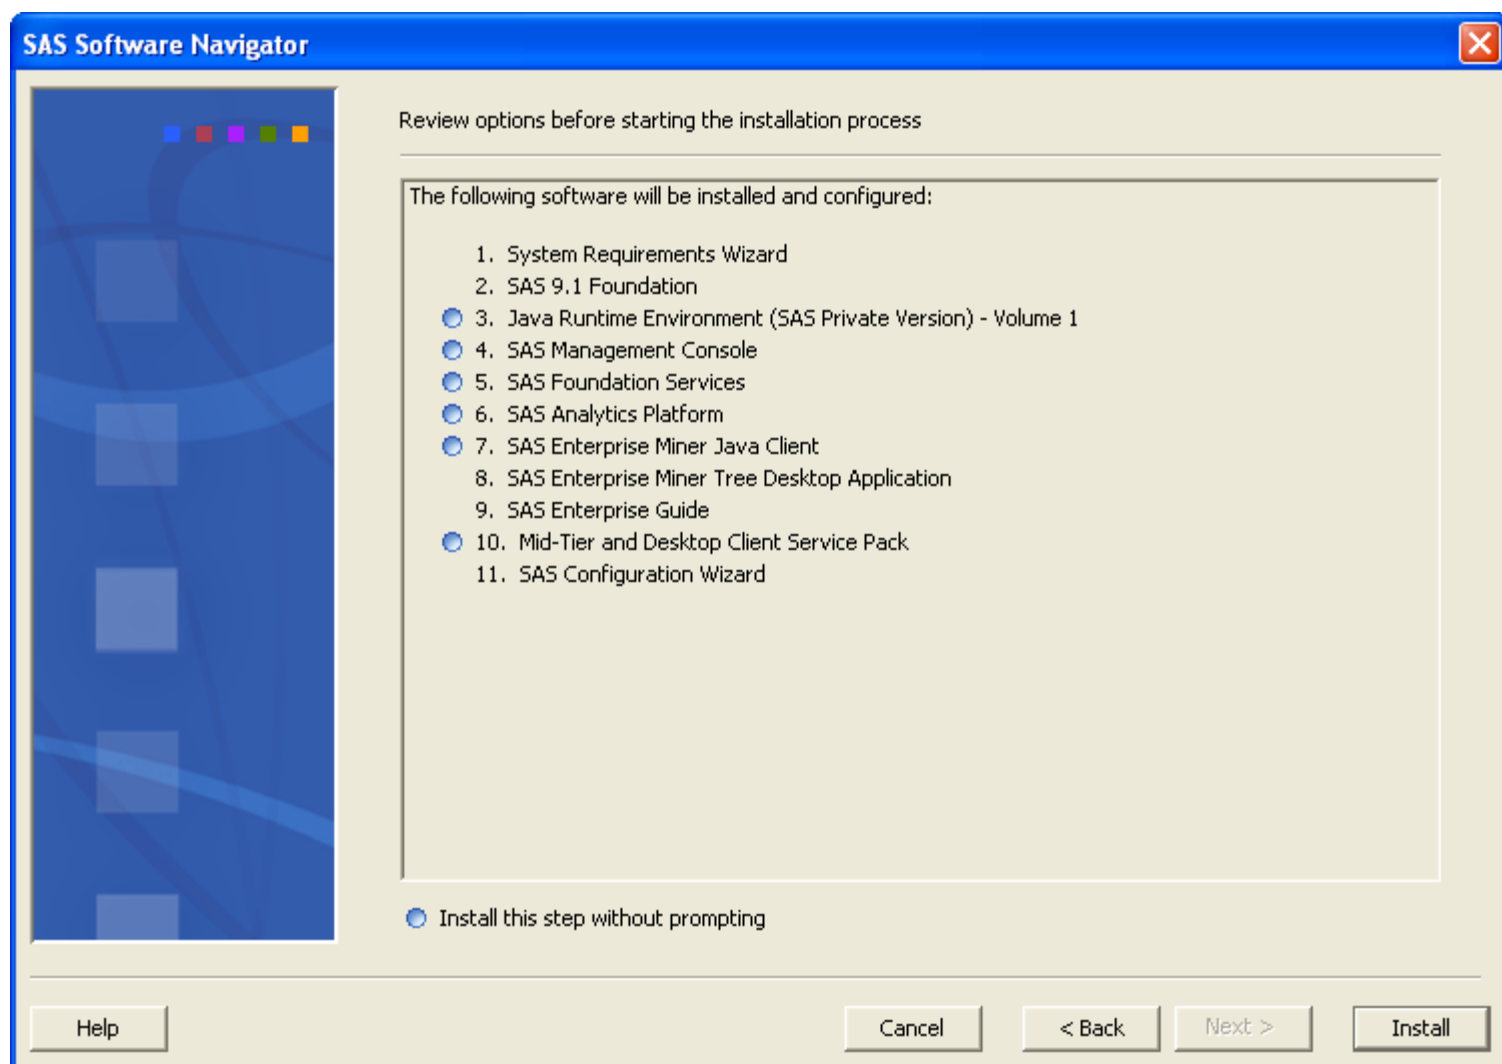 SAS Software Navigator
Review options before starting the installation process
The following software will be installed and configured:
1. System Requirements Wizard
2. SAS 9.1 Foundation
3. Java Runtime Environment (SAS Private Version) - Volume 1
4. SAS Management Console
5. SAS Foundation Services
6. SAS Analytics Platform
7. SAS Enterprise Miner Java Client
8. SAS Enterprise Miner Tree Desktop Application
9. SAS Enterprise Guide
10. Mid-Tier and Desktop Client Service Pack
11. SAS Configuration Wizard
Install this step without prompting
Help Cancel < Back Next > Install